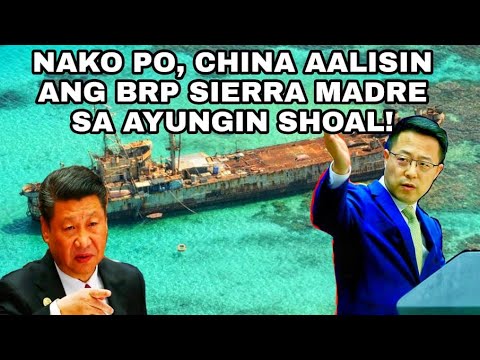 NAKO PO, CHINA AALISIN
ANG BRP SIERRA MADRE
SA AYUNGIN SHOAL!